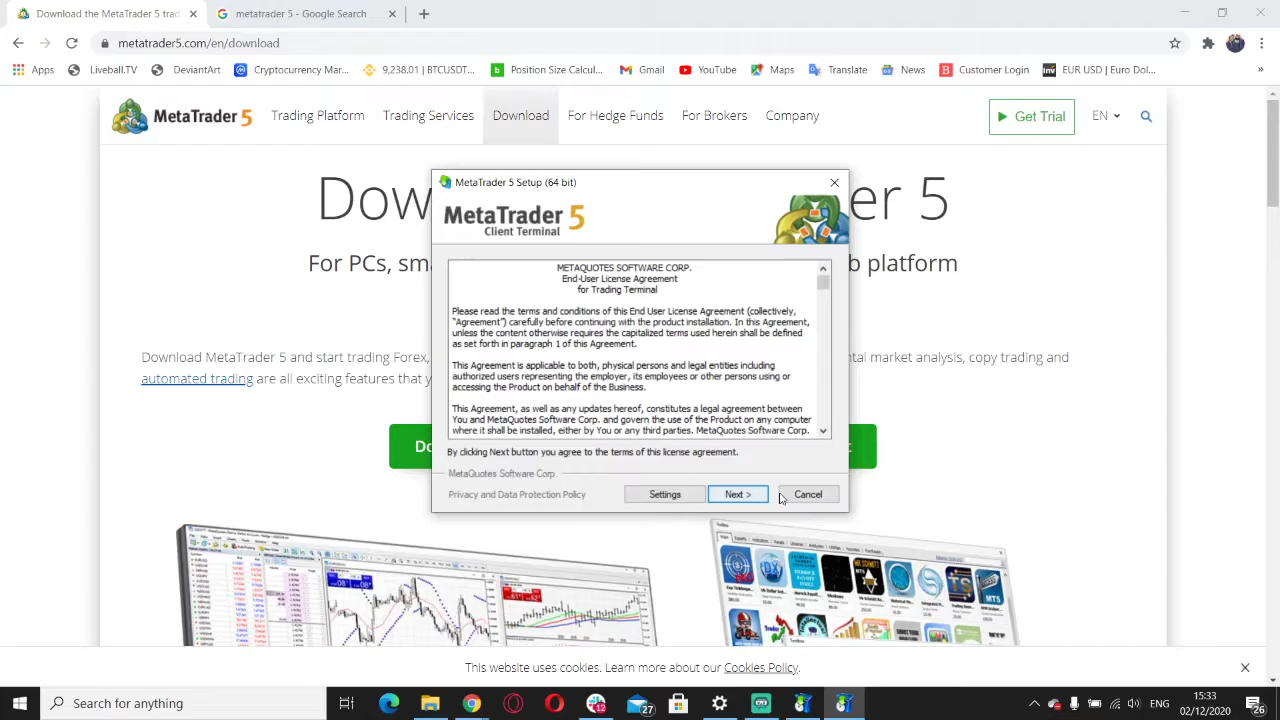 Download the MetaTrader 5 trad
metatrader 5 - Google Search
metatrader5.com/en/download
Apps
Liveball.TV
DeviantArt
Cryptocurrency Mar...
9,238.01 | BTCUSDT...
Position Size Calcul...
Gmail
YouTube
Maps
Translate
News
Customer Login
EUR USD | Euro Dol...
»
MetaTrader 5
Trading Platform
Trading Services
Download
For Hedge Funds
For Brokers
Company
Get Trial
EN
Dow
er 5
For PCs, sma
b platform
Download MetaTrader 5 and start trading Forex,
ntal market analysis, copy trading and
automated trading are all exciting features that y
Do
MetaTrader 5 Setup (64 bit)
MetaTrader 5
Client Terminal
METAQUOTES SOFTWARE CORP.
End-User License Agreement
for Trading Terminal
Please read the terms and conditions of this End User License Agreement (collectively,
"Agreement") carefully before continuing with the product installation. In this Agreement,
unless the content otherwise requires the capitalized terms used herein shall be defined
as set forth in paragraph 1 of this Agreement.
This Agreement is applicable to both, physical persons and legal entities including
authorized users representing the employer, its employees or other persons using or
accessing the Product on behalf of the Business.
This Agreement, as well as any updates hereof, constitutes a legal agreement between
You and MetaQuotes Software Corp. and govern the use of the Product on any computer
where it shall be installed, either by You or any third parties. MetaQuotes Software Corp.
By clicking Next button you agree to the terms of this license agreement.
MetaQuotes Software Corp.
Privacy and Data Protection Policy
Settings
Next >
Cancel
This website uses cookies. Learn more about our Cookies Policy.
Search for anything
12
27
ENG
15:33
02/12/2020
26